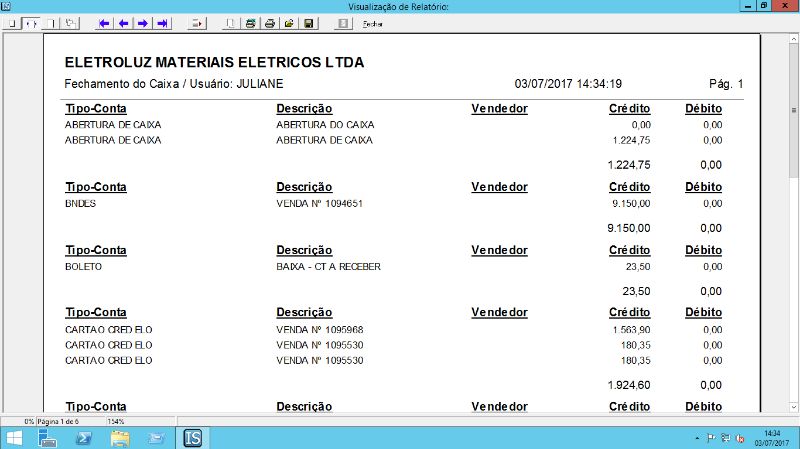 Visualização de Relatório:
Fechar
ELETROLUZ MATERIAIS ELETRICOS LTDA
Fechamento do Caixa / Usuário: JULIANE 03/07/2017 14:34:19 Pág. 1
Tipo-Conta Descrição Vendedor Crédito Débito
ABERTURA DE CAIXA ABERTURA DO CAIXA 0,00 0,00
ABERTURA DE CAIXA ABERTURA DE CAIXA 1.224,75 0,00
1.224,75 0,00
Tipo-Conta Descrição Vendedor Crédito Débito
BNDES VENDA Nº 1094651 9.150,00 0,00
9.150,00 0,00
Tipo-Conta Descrição Vendedor Crédito Débito
BOLETO BAIXA - CT A RECEBER 23,50 0,00
23,50 0,00
Tipo-Conta Descrição Vendedor Crédito Débito
CARTAO CRED ELO VENDA Nº 1095968 1.563,90 0,00
CARTAO CRED ELO VENDA Nº 1095530 180,35 0,00
CARTAO CRED ELO VENDA Nº 1095530 180,35 0,00
1.924,60 0,00
Tipo-Conta Descrição Vendedor Crédito Débito
0% Página 1 de 6 154%
IS 14:34
03/07/2017